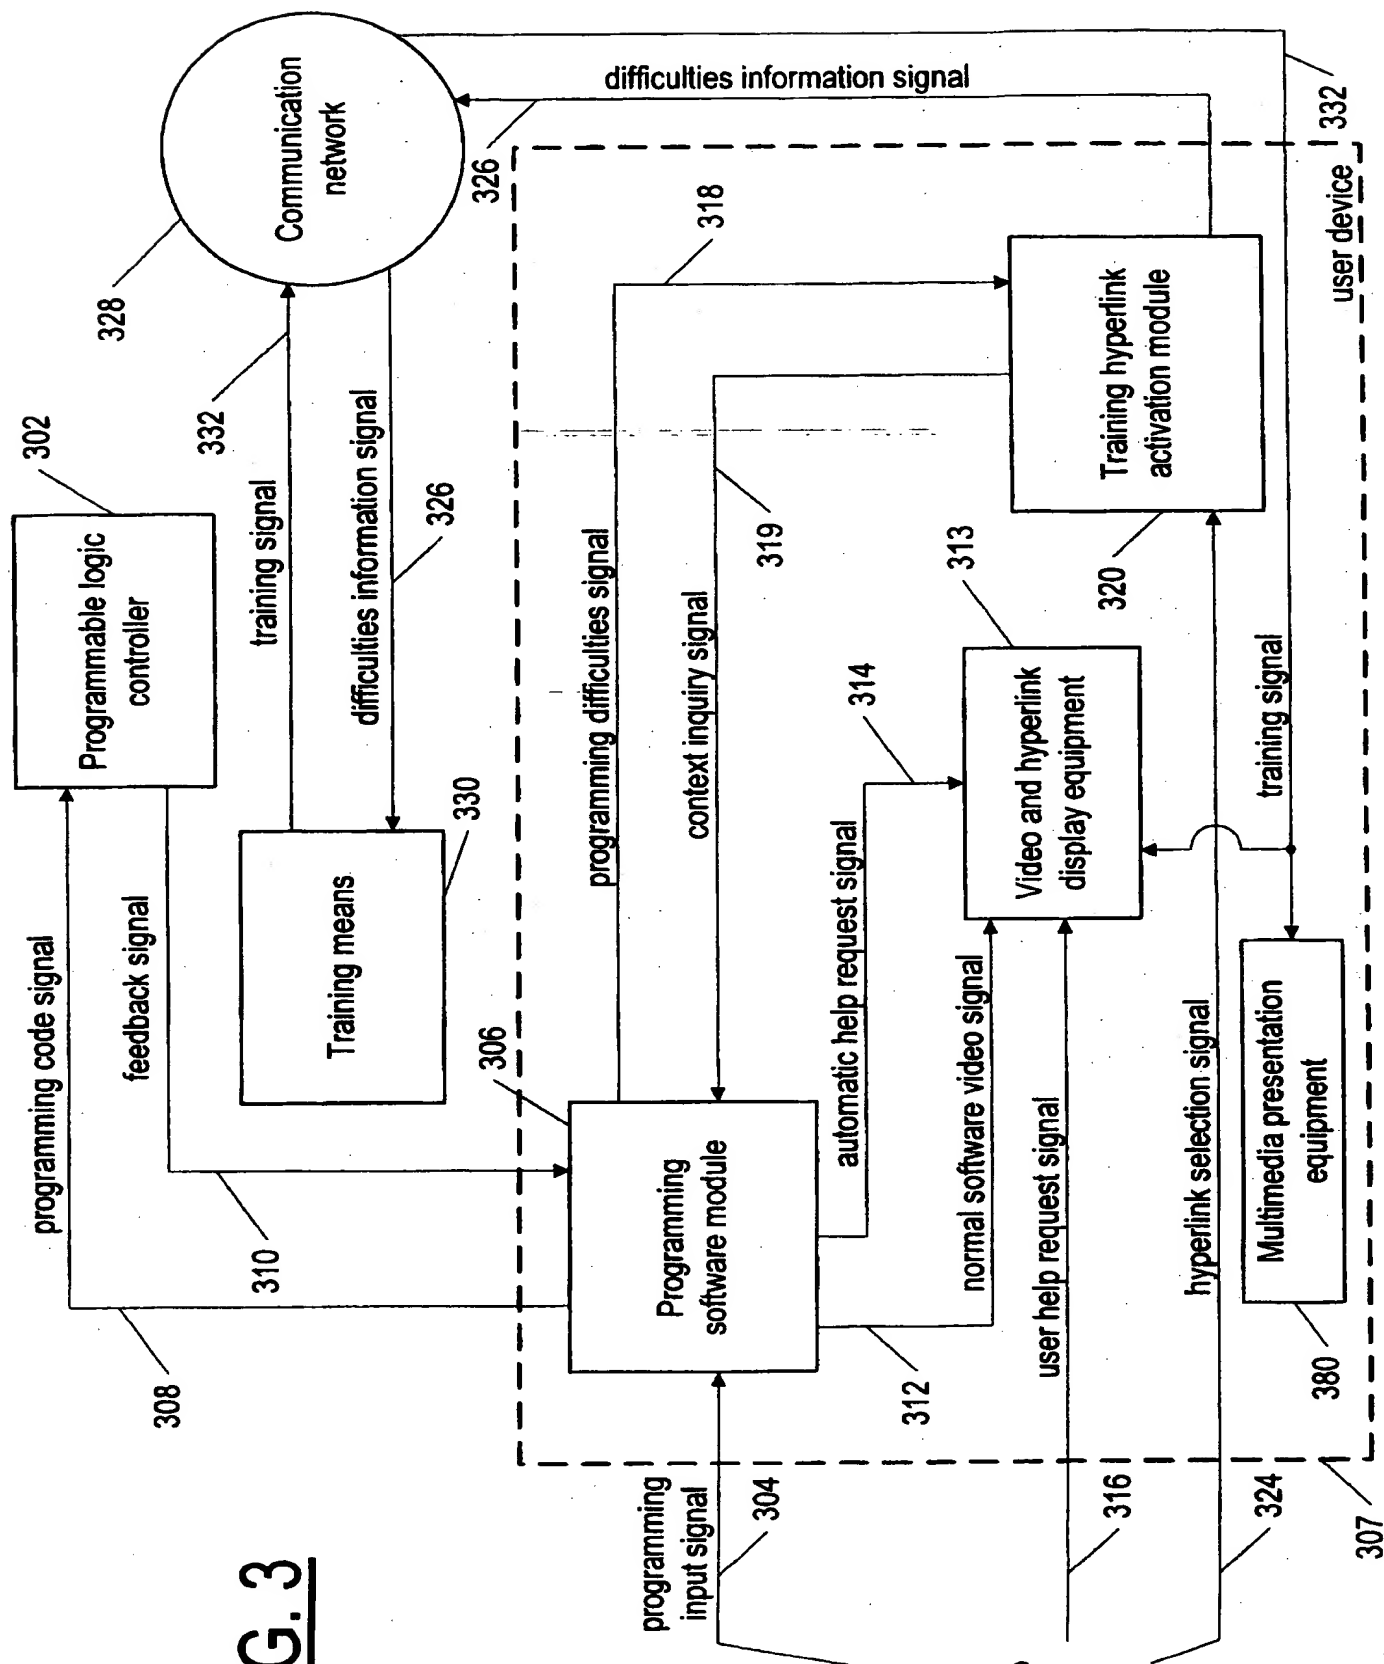 G. 3
302
Programmable logic
controller
programming code signal
feedback signal
308
310
328
Communication
network
332
training signal
difficulties information signal
326
Training means
330
difficulties information signal
326
332
306
Programming
software module
programming
input signal
304
programming difficulties signal
318
context inquiry signal
319
automatic help request signal
314
normal software video signal
312
313
Video and hyperlink
display equipment
user help request signal
316
Training hyperlink
activation module
320
hyperlink selection signal
324
training signal
Multimedia presentation
equipment
380
user device
307